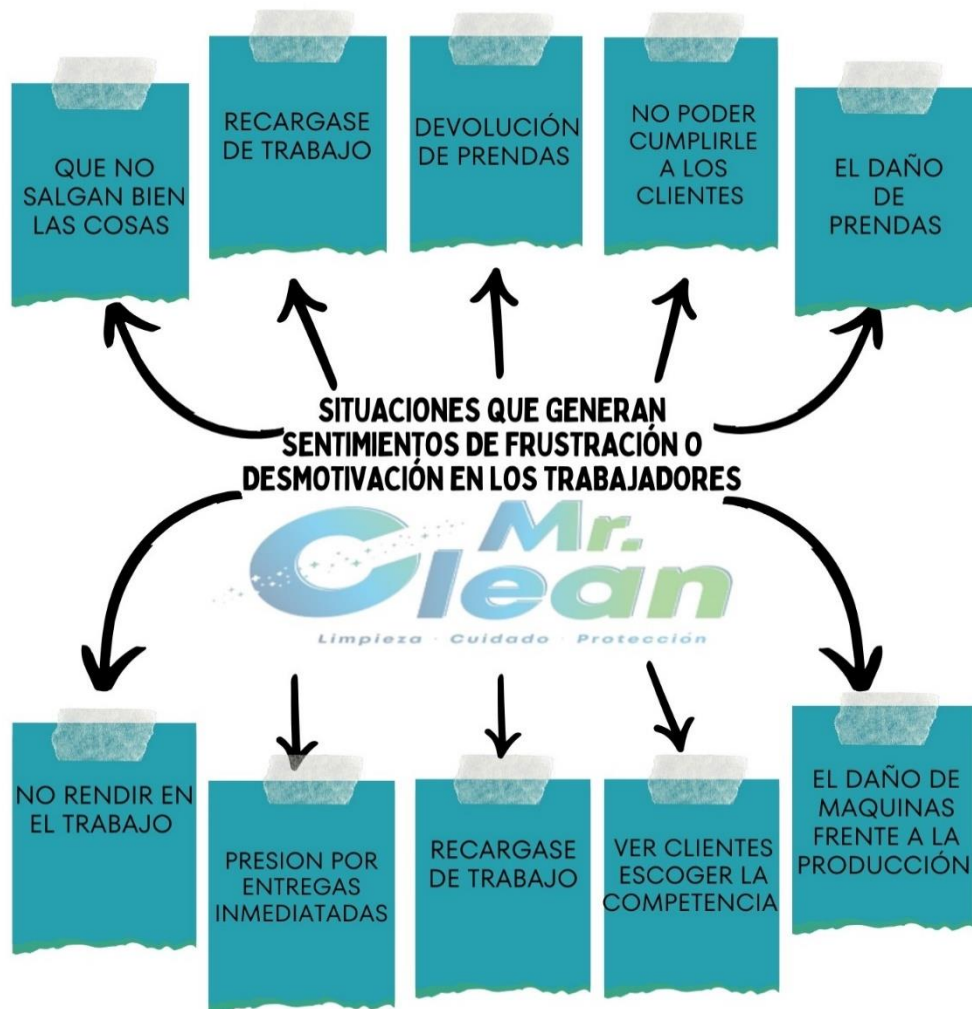 QUE NO
SALGAN BIEN
LAS COSAS
RECARGASE
DE TRABAJO
DEVOLUCIÓN
DE PRENDAS
NO PODER
CUMPLIRLE
A LOS
CLIENTES
EL DAÑO
DE
PRENDAS
SITUACIONES QUE GENERAN
SENTIMIENTOS DE FRUSTRACIÓN O
DESMOTIVACIÓN EN LOS TRABAJADORES
Mr.
Clean
Limpieza · Cuidado · Protección
NO RENDIR EN
EL TRABAJO
PRESION POR
ENTREGAS
INMEDIATADAS
RECARGASE
DE TRABAJO
VER CLIENTES
ESCOGER LA
COMPETENCIA
EL DAÑO DE
MAQUINAS
FRENTE A LA
PRODUCCIÓN